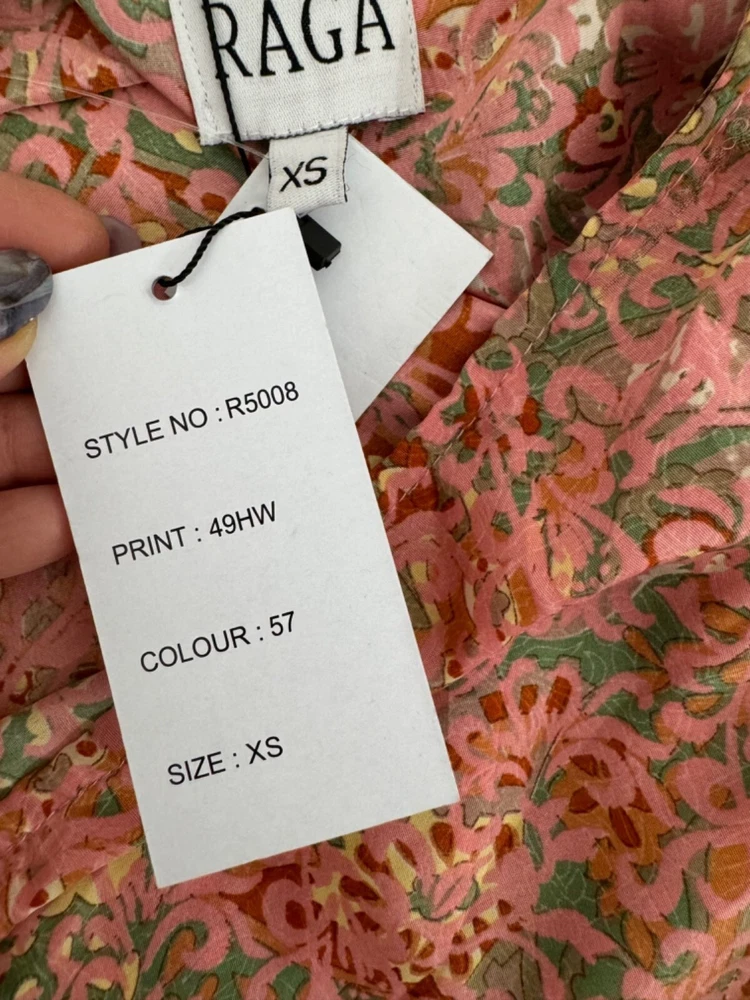 RAGA
XS
STYLE NO : R5008
PRINT : 49HW
COLOUR : 57
SIZE : XS